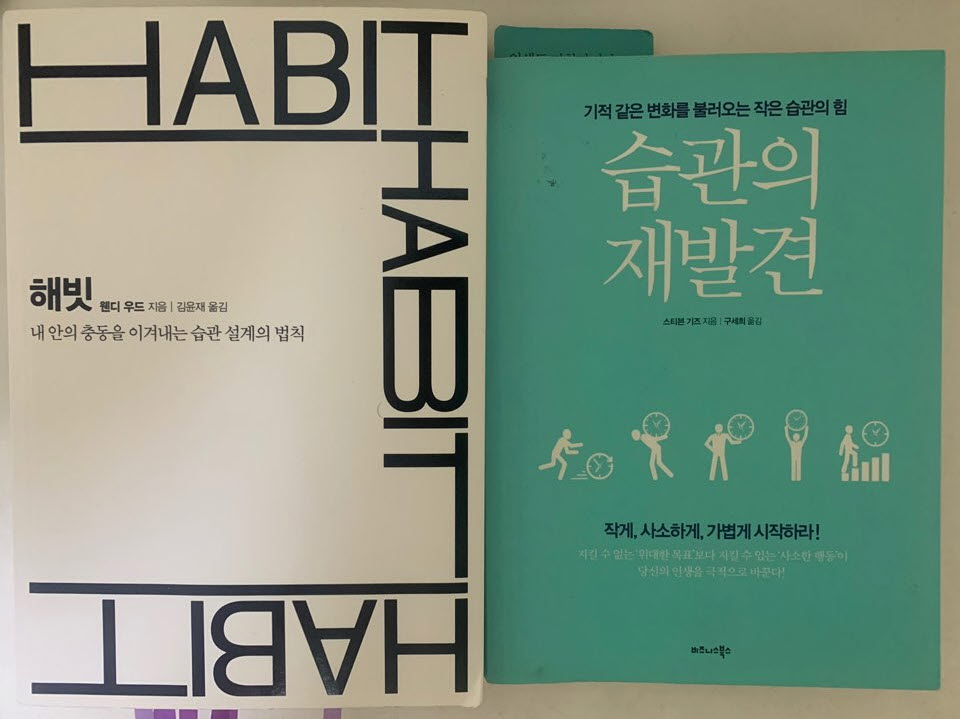 HABIT
HABIT
HABIT
HABIT
해빗 웬디 우드 지음 | 김윤재 옮김
내 안의 충동을 이겨내는 습관 설계의 법칙
기적 같은 변화를 불러오는 작은 습관의 힘
습관의
재발견
스티븐 기즈 지음 | 구세희 옮김
작게, 사소하게, 가볍게 시작하라!
지킬 수 없는 '위대한 목표'보다 지킬 수 있는 '사소한 행동'이
당신의 인생을 극적으로 바꾼다!
비즈니스북스